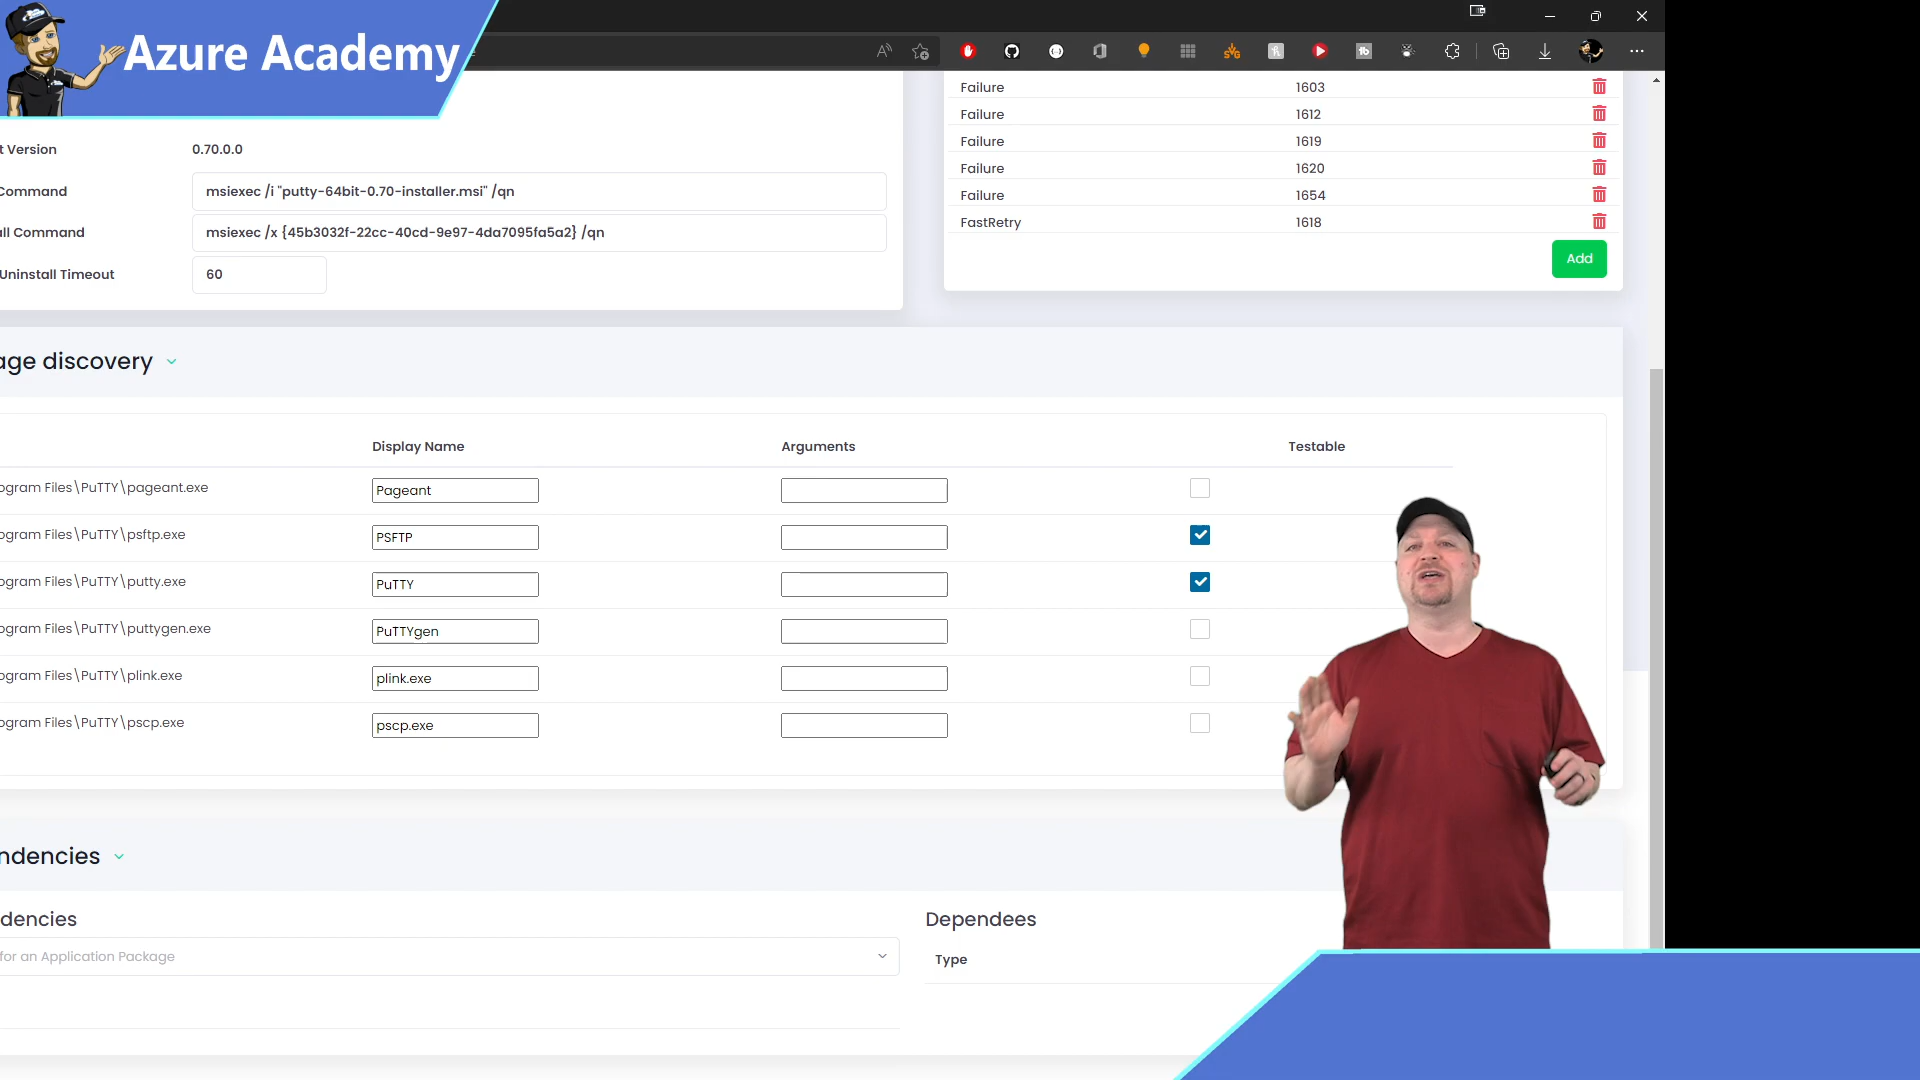 Azure Academy
t Version
0.70.0.0
Command
msiexec /i "putty-64bit-0.70-installer.msi" /qn
all Command
msiexec /x {45b3032f-22cc-40cd-9e97-4da7095fa5a2} /qn
Uninstall Timeout
60
Failure 1603
Failure 1612
Failure 1619
Failure 1620
Failure 1654
FastRetry 1618
Add
age discovery
Display Name Arguments Testable
ogram Files\PuTTY\pageant.exe Pageant
ogram Files\PuTTY\psftp.exe PSFTP
ogram Files\PuTTY\putty.exe PuTTY
ogram Files\PuTTY\puttygen.exe PuTTYgen
ogram Files\PuTTY\plink.exe plink.exe
ogram Files\PuTTY\pscp.exe pscp.exe
ndencies
dencies
for an Application Package
Dependees
Type